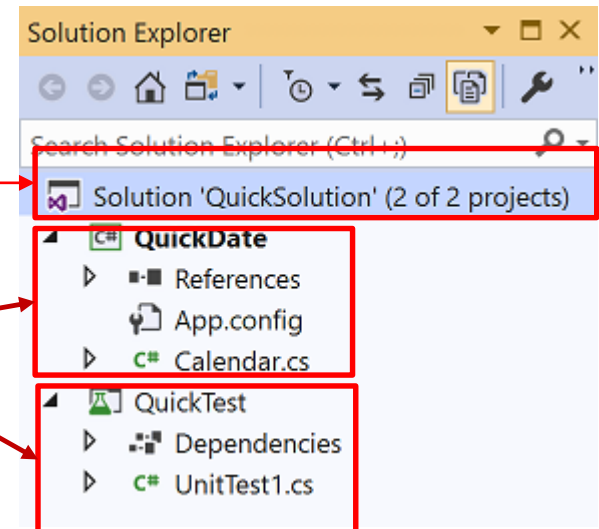 Solution Explorer
Search Solution Explorer (Ctrl+;)
Solution 'QuickSolution' (2 of 2 projects)
C# QuickDate
References
App.config
C# Calendar.cs
QuickTest
Dependencies
C# UnitTest1.cs